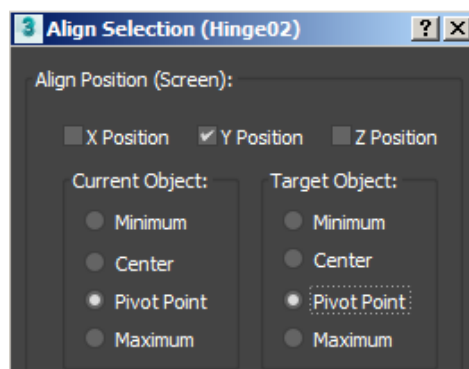 3 Align Selection (Hinge02) ? X
Align Position (Screen):
X Position Y Position Z Position
Current Object: Target Object:
Minimum Minimum
Center Center
Pivot Point Pivot Point
Maximum Maximum